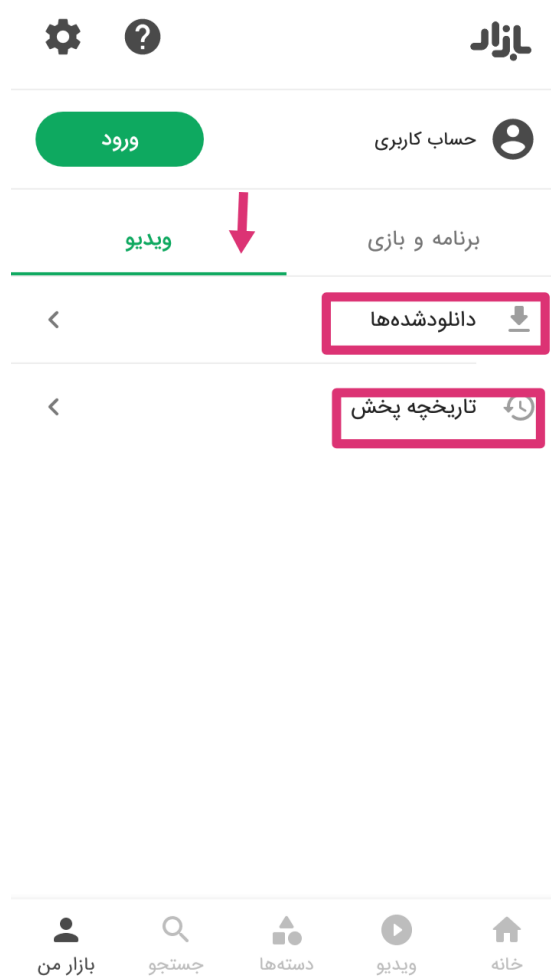 بازار
حساب کاربری
ورود
برنامه و بازی
ویدیو
دانلودشده‌ها
تاریخچه پخش
خانه
ویدیو
دسته‌ها
جستجو
بازار من